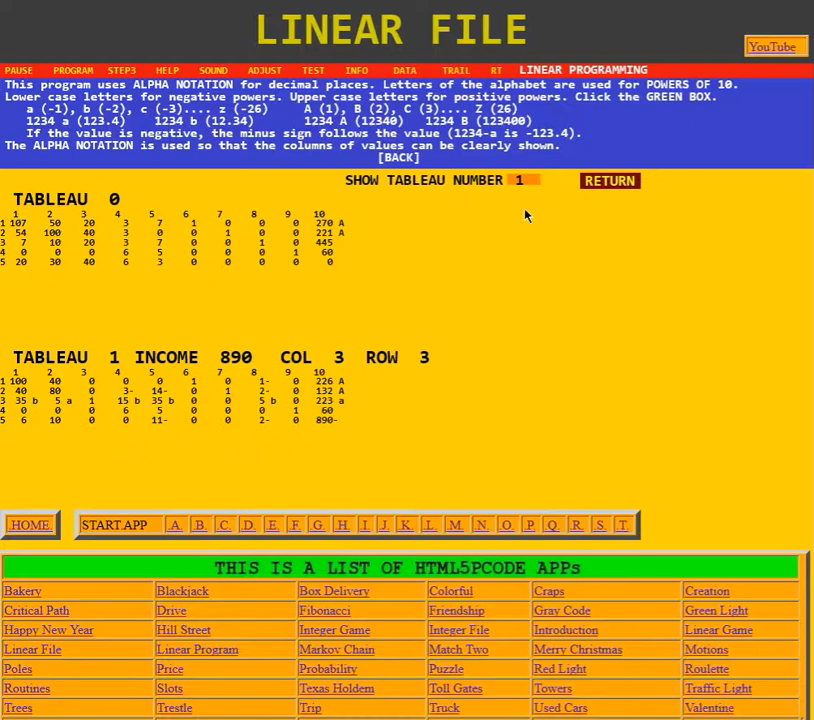 LINEAR FILE
YouTube
PAUSE PROGRAM STEP3 HELP SOUND ADJUST TEST INFO DATA TRAIL RT LINEAR PROGRAMMING
This program uses ALPHA NOTATION for decimal places. Letters of the alphabet are used for POWERS OF 10.
Lower case letters for negative powers. Upper case letters for positive powers. Click the GREEN BOX.
a (-1), b (-2), c (-3).... z (-26) A (1), B (2), C (3).... Z (26)
1234 a (123.4) 1234 b (12.34) 1234 A (12340) 1234 B (123400)
If the value is negative, the minus sign follows the value (1234-a is -123.4).
The ALPHA NOTATION is used so that the columns of values can be clearly shown.
[BACK]
SHOW TABLEAU NUMBER 1 RETURN
TABLEAU 0
1 2 3 4 5 6 7 8 9 10
1 107 50 20 3 7 1 0 0 0 270 A
2 54 100 40 3 0 0 1 0 0 221 A
3 7 10 20 3 7 0 0 1 0 445
4 0 0 0 6 5 0 0 0 1 60
5 20 30 40 6 3 0 0 0 0 0
TABLEAU 1 INCOME 890 COL 3 ROW 3
1 2 3 4 5 6 7 8 9 10
1 100 40 0 0 0 1 0 1- 0 226 A
2 40 80 0 3- 14- 0 1 2- 0 132 A
3 35 b 5 a 1 15 b 35 b 0 0 5 b 0 223 a
4 0 0 0 6 5 0 0 0 1 60
5 6 10 0 0 11- 0 0 2- 0 890-
.HOME. START.APP .A. .B. .C. .D. .E. .F. .G. .H. .I. .J. .K. .L. .M. .N. .O. .P. .Q. .R. .S. .T.
THIS IS A LIST OF HTML5PCODE APPs
Bakery Blackjack Box Delivery Colorful Craps Creation
Critical Path Drive Fibonacci Friendship Gray Code Green Light
Happy New Year Hill Street Integer Game Integer File Introduction Linear Game
Linear File Linear Program Markov Chain Match Two Merry Christmas Motions
Poles Price Probability Puzzle Red Light Roulette
Routines Slots Texas Holdem Toll Gates Towers Traffic Light
Trees Trestle Trip Truck Used Cars Valentine